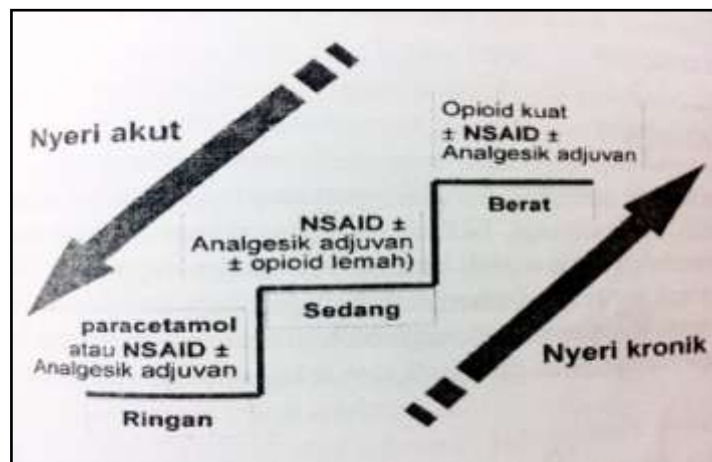 Nyeri akut
Opioid kuat
± NSAID ±
Analgesik adjuvan
Berat
NSAID ±
Analgesik adjuvan
± opioid lemah)
Sedang
paracetamol
atau NSAID ±
Analgesik adjuvan
Ringan
Nyeri kronik